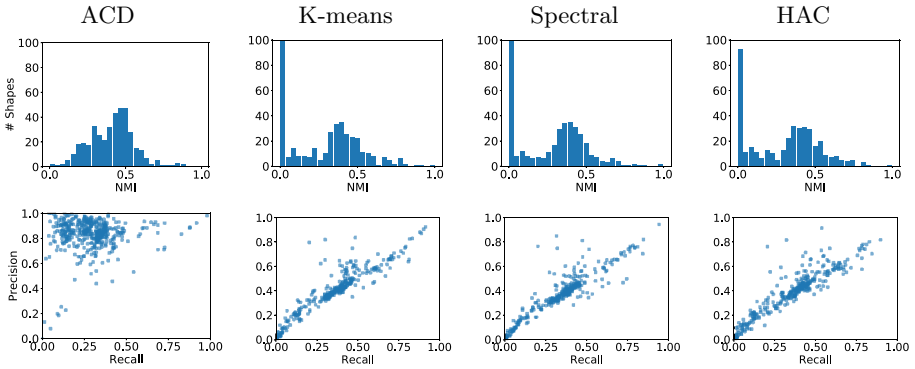 ACD K-means Spectral HAC
100 100 100 100
80 80 80 80
60 60 60 60
40 40 40 40
20 20 20 20
0 0 0 0
# Shapes
0.0 0.5 1.0 0.0 0.5 1.0 0.0 0.5 1.0 0.0 0.5 1.0
NMI NMI NMI NMI
1.0 1.0 1.0 1.0
0.8 0.8 0.8 0.8
0.6 0.6 0.6 0.6
0.4 0.4 0.4 0.4
0.2 0.2 0.2 0.2
0.0 0.0 0.0 0.0
Precision
0.00 0.25 0.50 0.75 1.00 0.00 0.25 0.50 0.75 1.00 0.00 0.25 0.50 0.75 1.00 0.00 0.25 0.50 0.75 1.00
Recall Recall Recall Recall